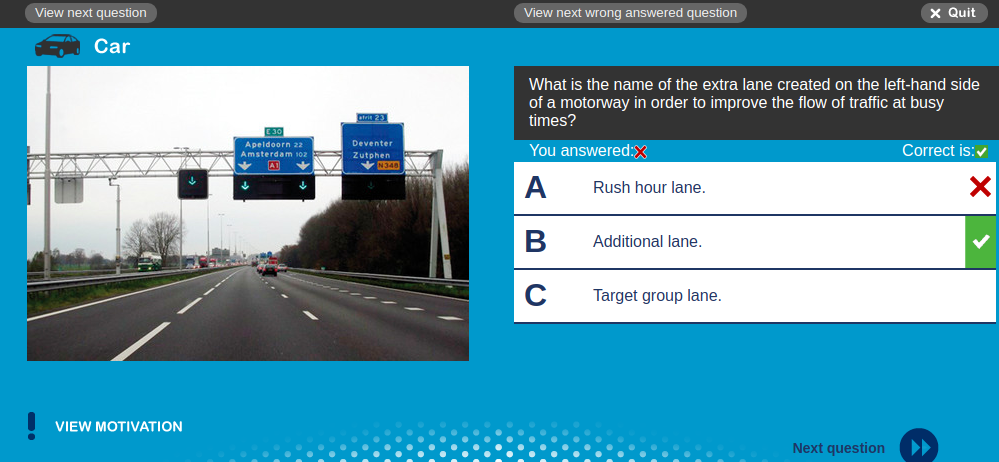 View next question
View next wrong answered question
Quit
Car
afrit 23
E 30
Apeldoorn 22
Amsterdam 102
A1
Deventer
Zutphen
N348
What is the name of the extra lane created on the left-hand side
of a motorway in order to improve the flow of traffic at busy
times?
You answered:
Correct is:
A
Rush hour lane.
B
Additional lane.
C
Target group lane.
VIEW MOTIVATION
Next question